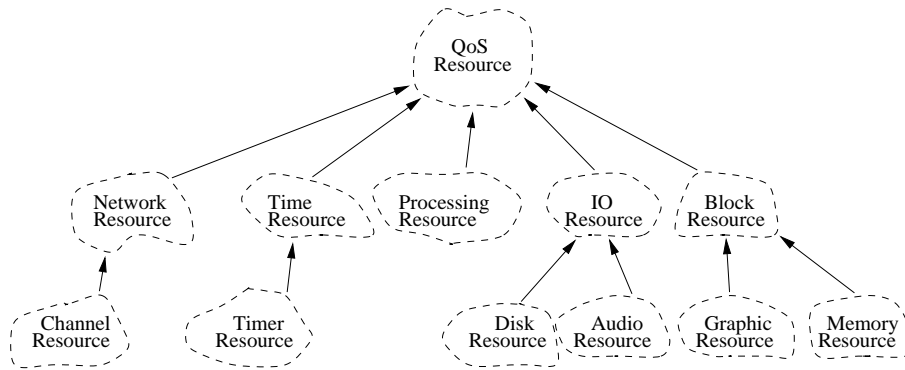 QoS
Resource
Network
Resource
Time
Resource
Processing
Resource
IO
Resource
Block
Resource
Channel
Resource
Timer
Resource
Disk
Resource
Audio
Resource
Graphic
Resource
Memory
Resource